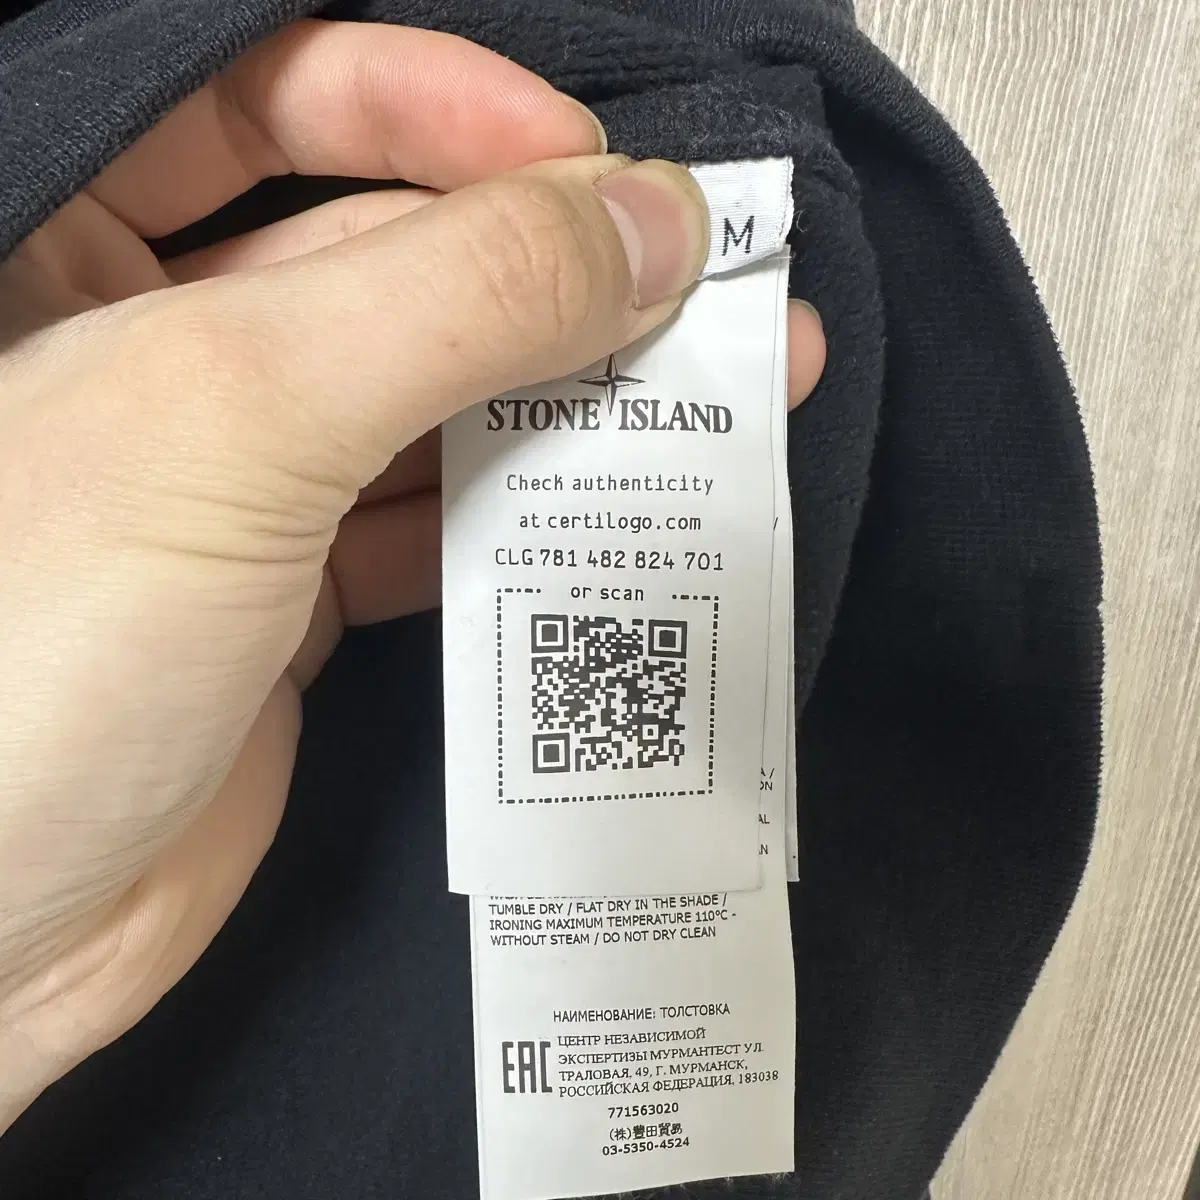 M
STONE ISLAND
Check authenticity
at certilogo.com
CLG 781 482 824 701
or scan
TUMBLE DRY / FLAT DRY IN THE SHADE /
IRONING MAXIMUM TEMPERATURE 110°C -
WITHOUT STEAM / DO NOT DRY CLEAN
НАИМЕНОВАНИЕ: ТОЛСТОВКА
EAC
ЦЕНТР НЕЗАВИСИМОЙ
ЭКСПЕРТИЗЫ МУРМАНТЕСТ УЛ.
ТРАЛОВАЯ, 49, Г. МУРМАНСК,
РОССИЙСКАЯ ФЕДЕРАЦИЯ, 183038
771563020
(株)豊田貿易
03-5350-4524